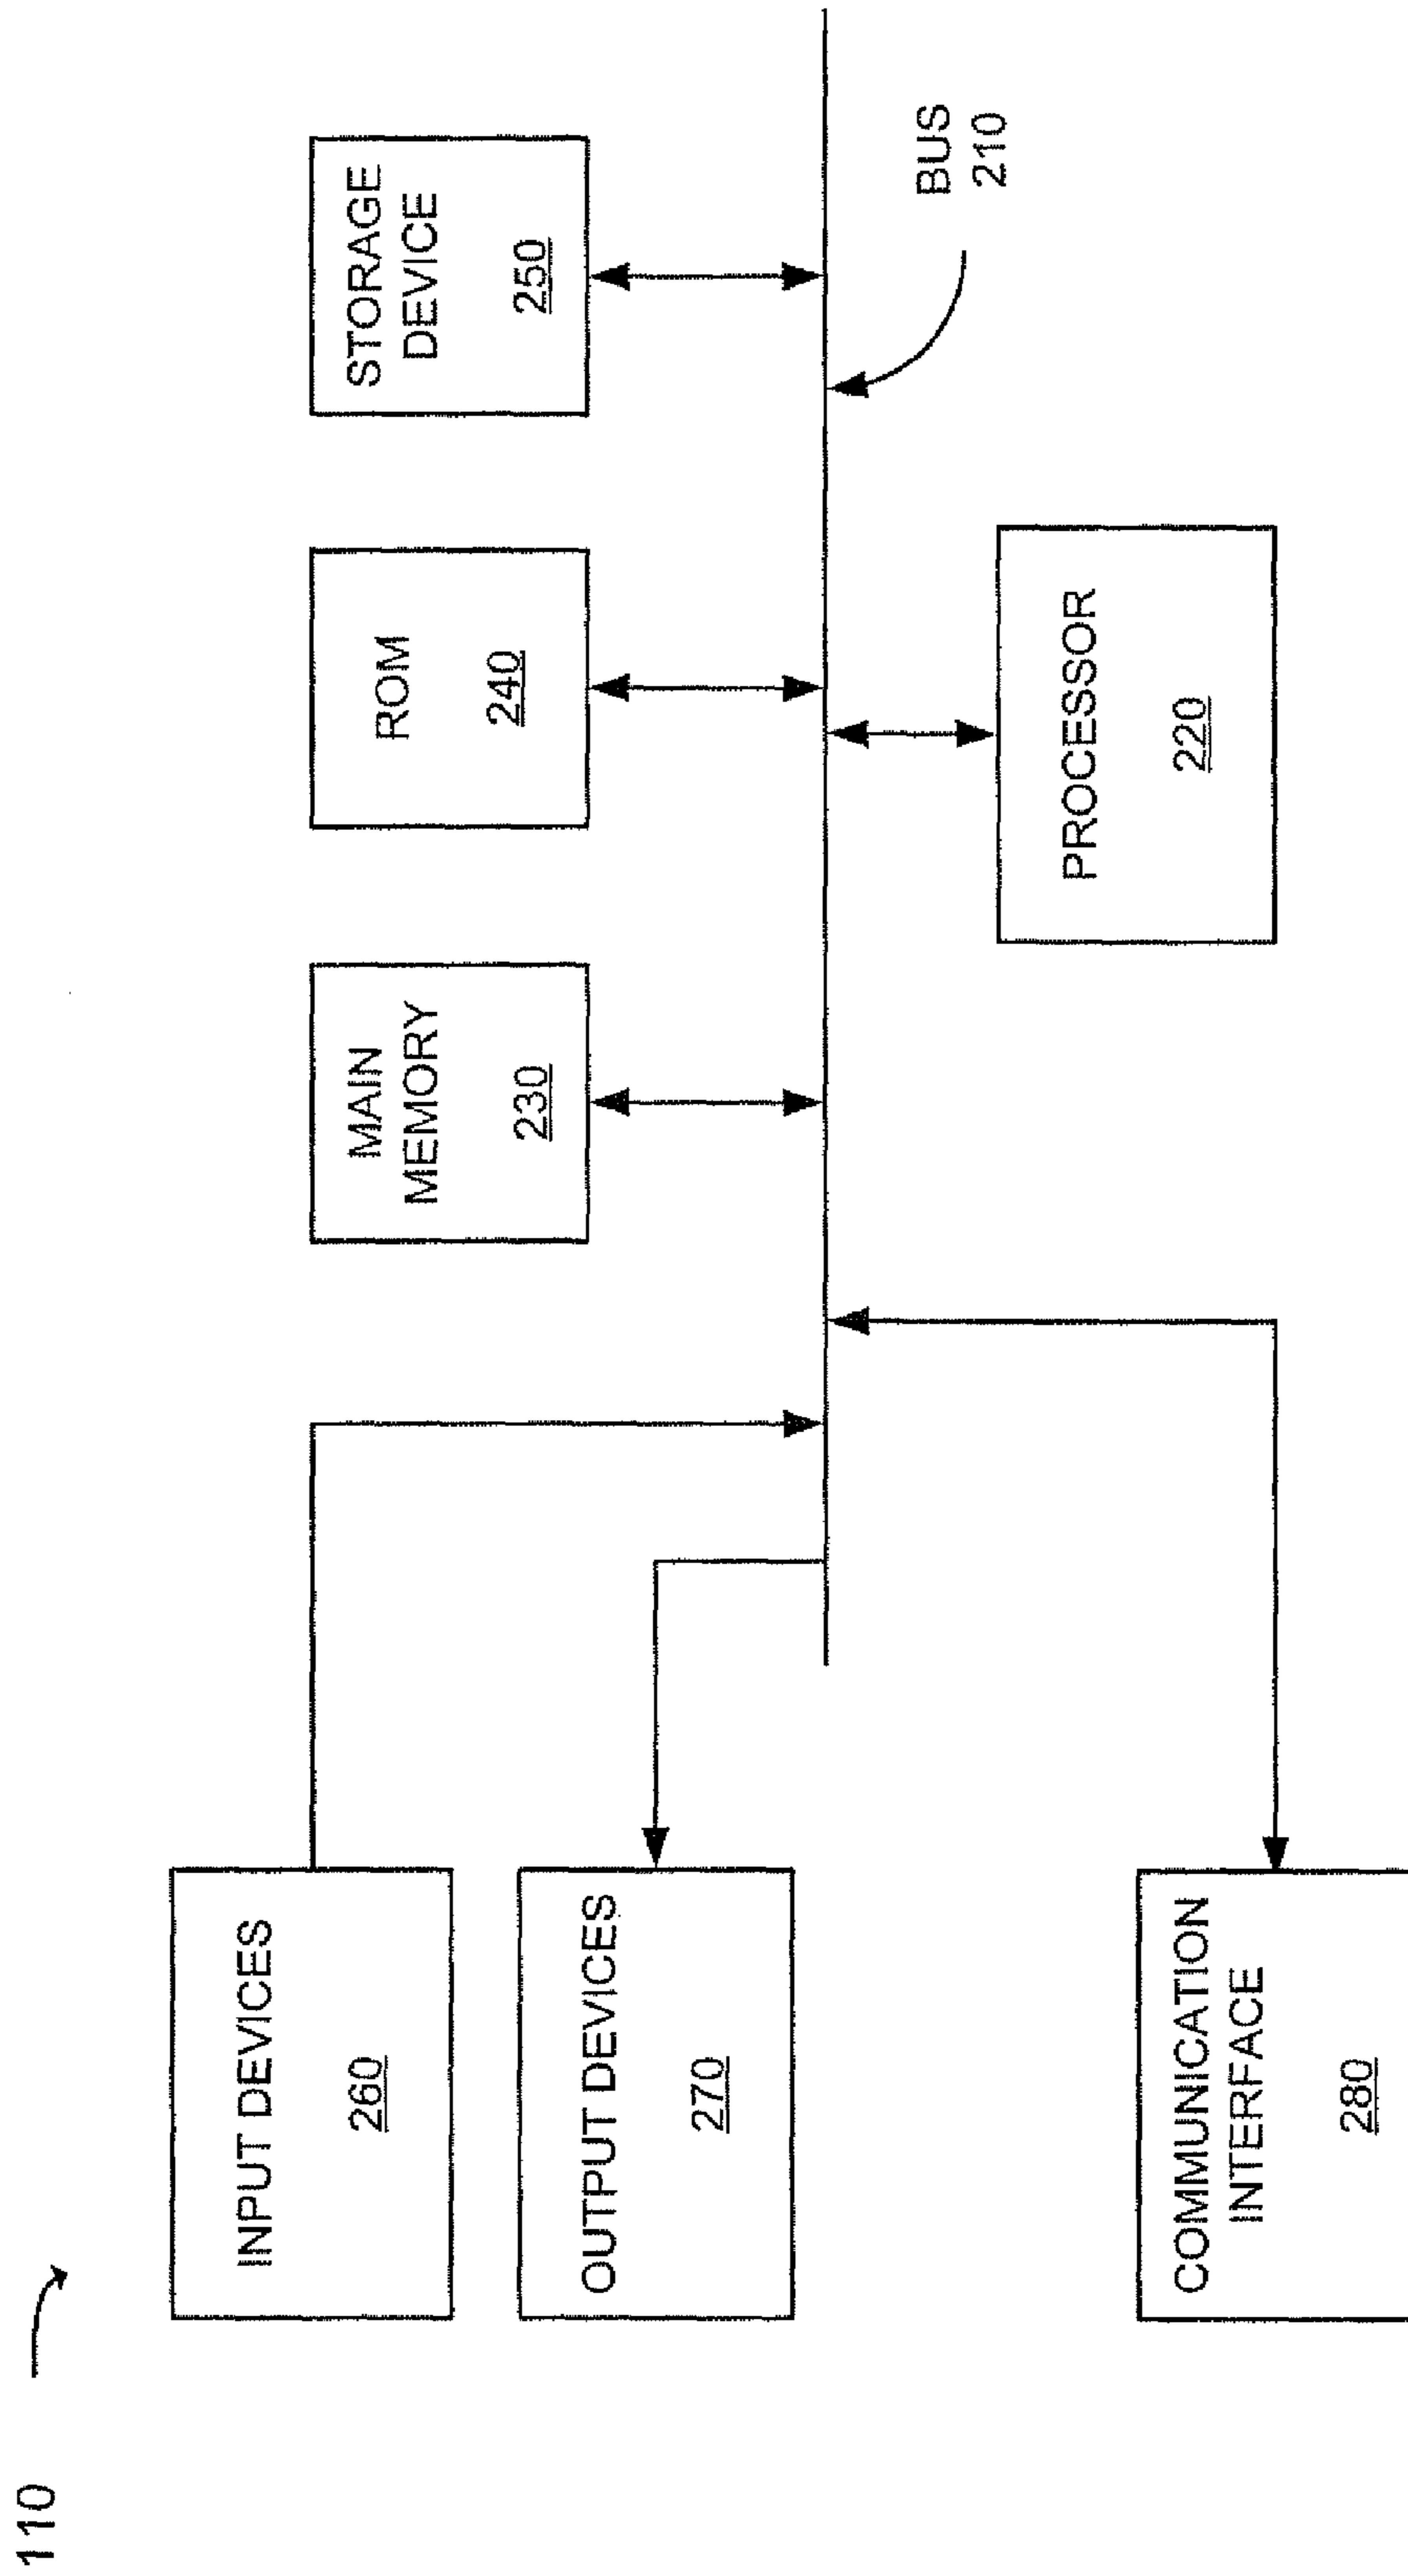 110
INPUT DEVICES
260
OUTPUT DEVICES
270
COMMUNICATION
INTERFACE
280
MAIN
MEMORY
230
ROM
240
STORAGE
DEVICE
250
PROCESSOR
220
BUS
210